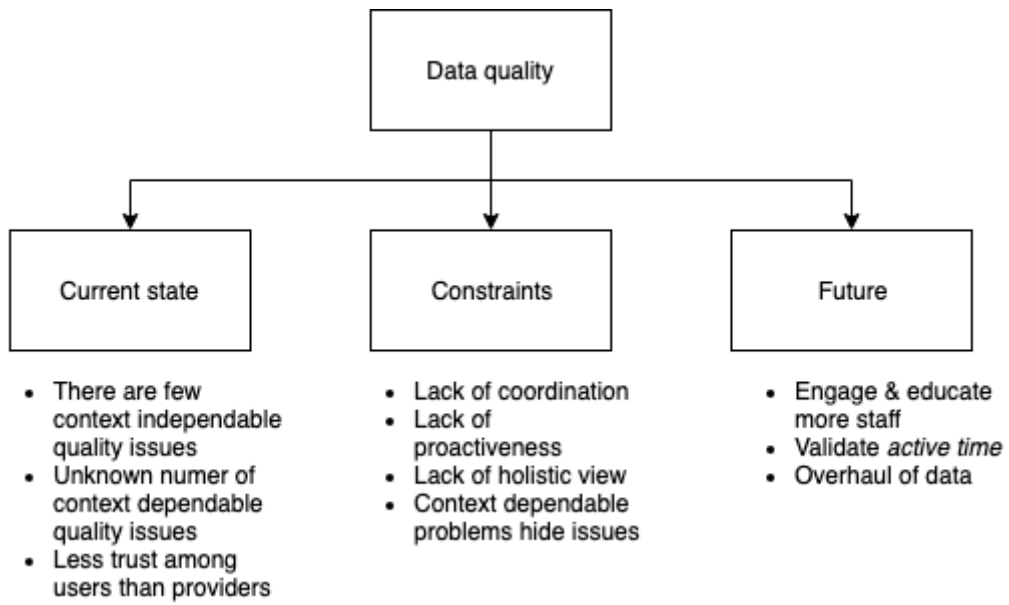 Data quality
Current state
Constraints
Future
• There are few
context independable
quality issues
• Unknown numer of
context dependable
quality issues
• Less trust among
users than providers
• Lack of coordination
• Lack of
proactiveness
• Lack of holistic view
• Context dependable
problems hide issues
• Engage & educate
more staff
• Validate active time
• Overhaul of data